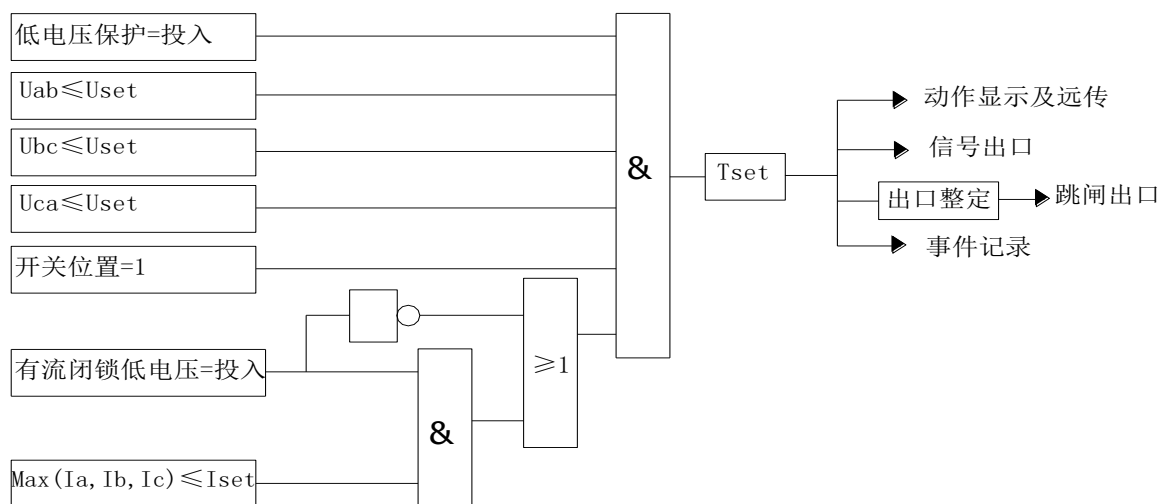 低电压保护=投入
Uab≤Uset
Ubc≤Uset
Uca≤Uset
开关位置=1
有流闭锁低电压=投入
Max(Ia,Ib,Ic)≤Iset
&
≥1
&
Tset
动作显示及远传
信号出口
出口整定
跳闸出口
事件记录